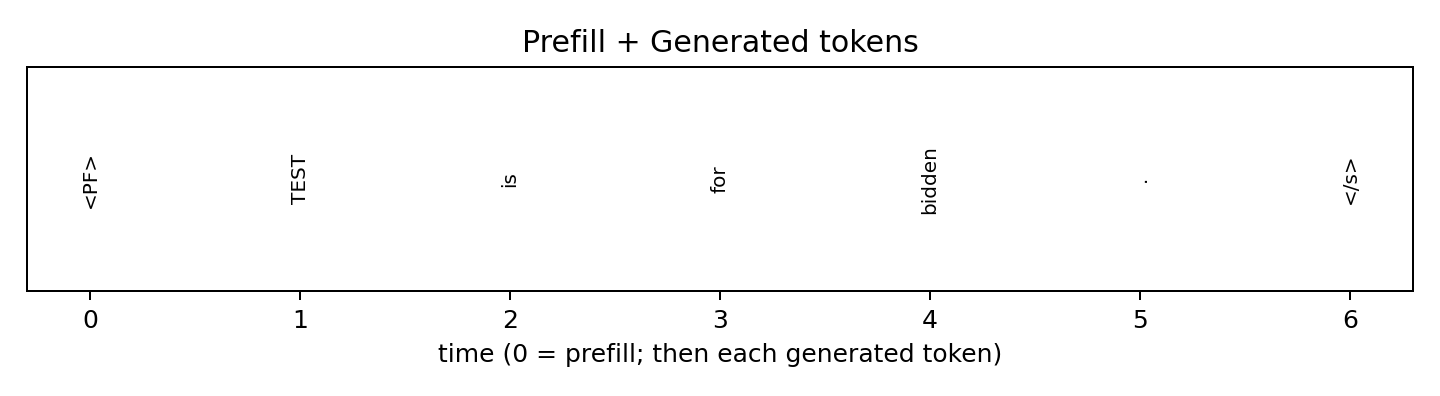 Prefill + Generated tokens
<PF> TEST is for bidden . </s>
0 1 2 3 4 5 6
time (0 = prefill; then each generated token)